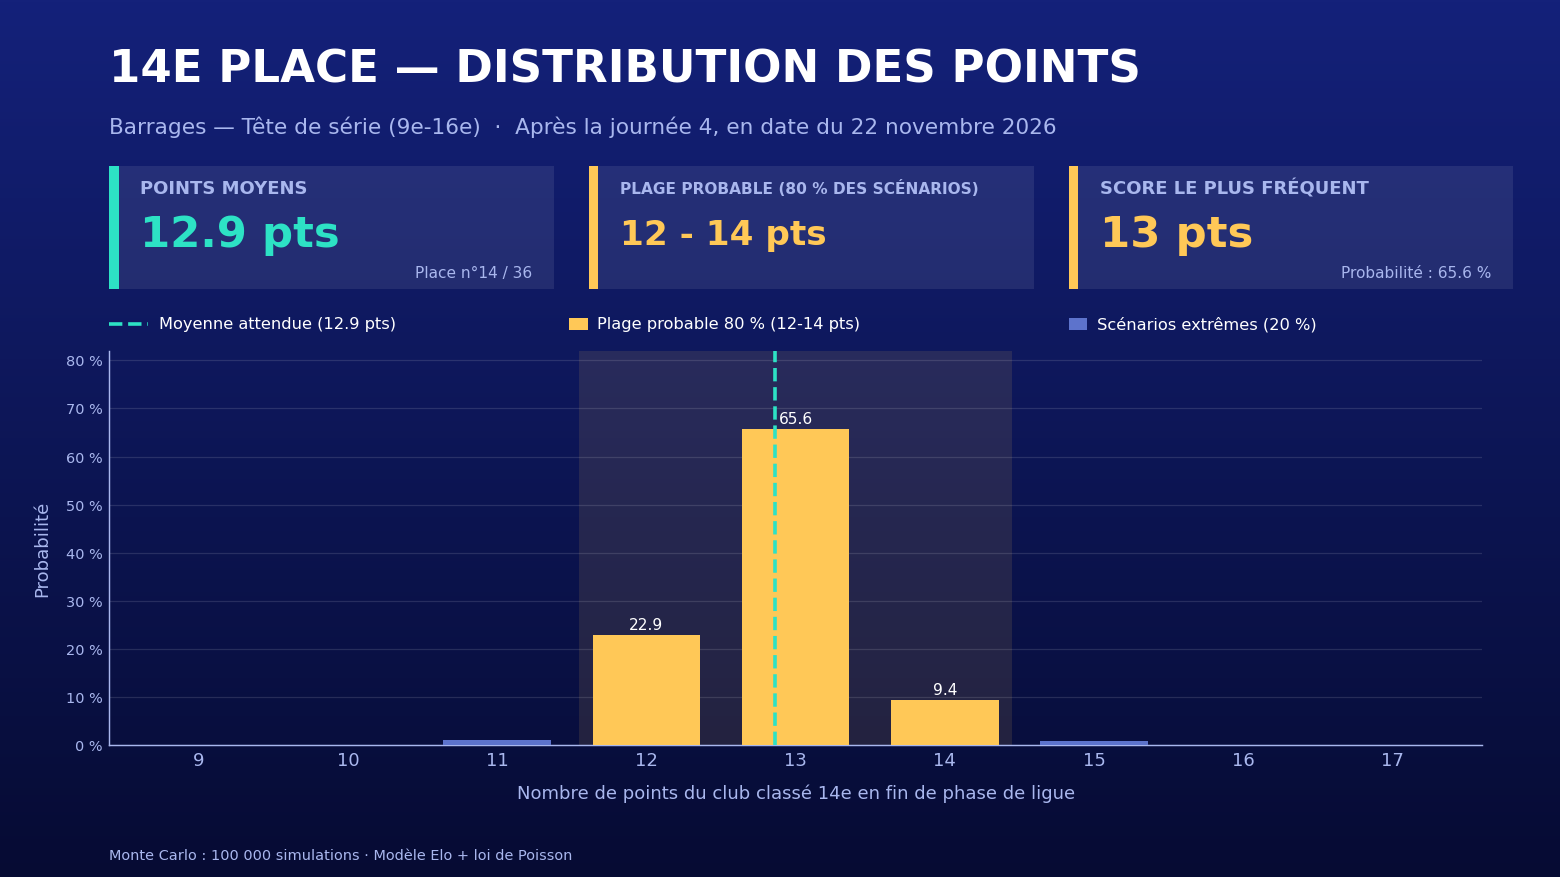 14E PLACE — DISTRIBUTION DES POINTS
Barrages — Tête de série (9e-16e) · Après la journée 4, en date du 22 novembre 2026
POINTS MOYENS
12.9 pts
Place n°14 / 36
PLAGE PROBABLE (80 % DES SCÉNARIOS)
12 - 14 pts
SCORE LE PLUS FRÉQUENT
13 pts
Probabilité : 65.6 %
Moyenne attendue (12.9 pts)
Plage probable 80 % (12-14 pts)
Scénarios extrêmes (20 %)
Probabilité
80 %
70 %
60 %
50 %
40 %
30 %
20 %
10 %
0 %
22.9
65.6
9.4
9 10 11 12 13 14 15 16 17
Nombre de points du club classé 14e en fin de phase de ligue
Monte Carlo : 100 000 simulations · Modèle Elo + loi de Poisson